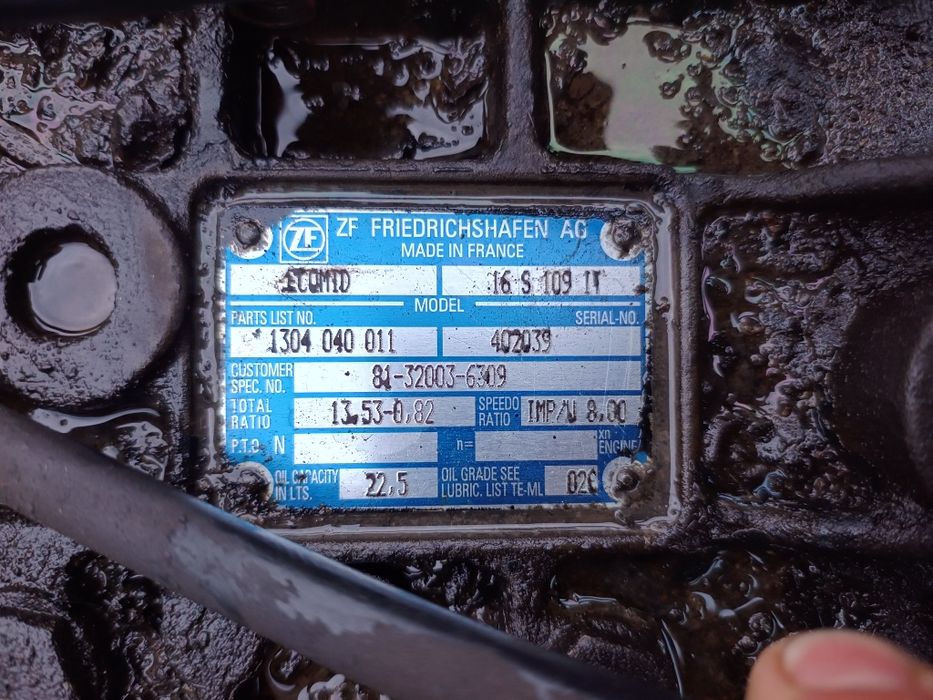 ZF ZF FRIEDRICHSHAFEN AG
MADE IN FRANCE
ECOMID 16 S 109 IT
MODEL
PARTS LIST NO. SERIAL-NO.
1304 040 011 402039
CUSTOMER SPEC. NO. 81-32003-6309
TOTAL RATIO 13.53-0.82 SPEEDO RATIO IMP/U 8.00
P.T.O N n= xn ENGINE
OIL CAPACITY IN LTS. 22,5 OIL GRADE SEE LUBRIC. LIST TE-ML